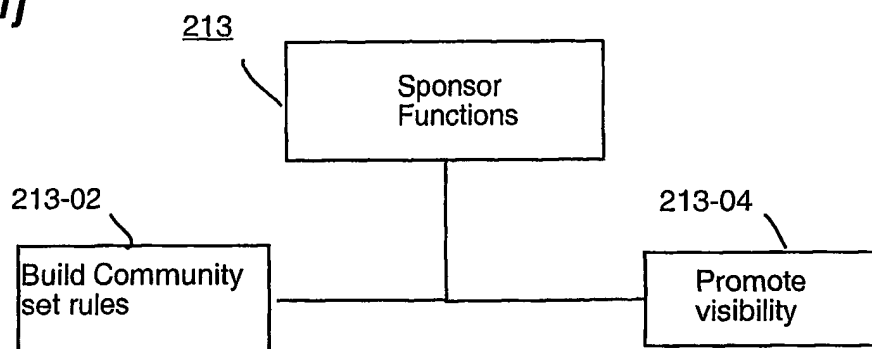 213
Sponsor
Functions
213-02
213-04
Build Community
set rules
Promote
visibility